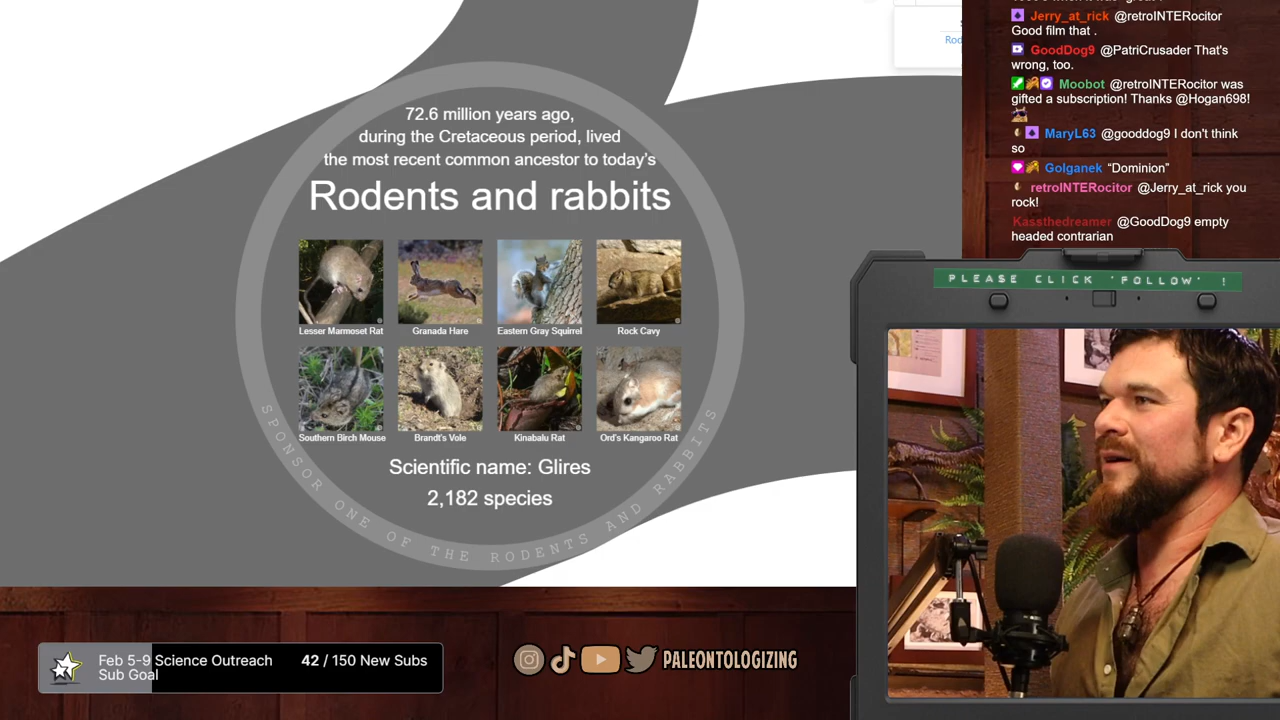 72.6 million years ago,
during the Cretaceous period, lived
the most recent common ancestor to today's
Rodents and rabbits
Lesser Marmoset Rat
Granada Hare
Eastern Gray Squirrel
Rock Cavy
Southern Birch Mouse
Brandt's Vole
Kinabalu Rat
Ord's Kangaroo Rat
Scientific name: Glires
2,182 species
SPONSOR ONE OF THE RODENTS AND RABBITS
Jerry_at_rick @retroINTERocitor
Good film that .
GoodDog9 @PatriCrusader That's
wrong, too.
Moobot @retroINTERocitor was
gifted a subscription! Thanks @Hogan698!
MaryL63 @gooddog9 I don't think
so
Golganek “Dominion”
retroINTERocitor @Jerry_at_rick you
rock!
Kassthedreamer @GoodDog9 empty
headed contrarian
PLEASE CLICK 'FOLLOW' !
Feb 5-9 Science Outreach
Sub Goal
42 / 150 New Subs
PALEONTOLOGIZING